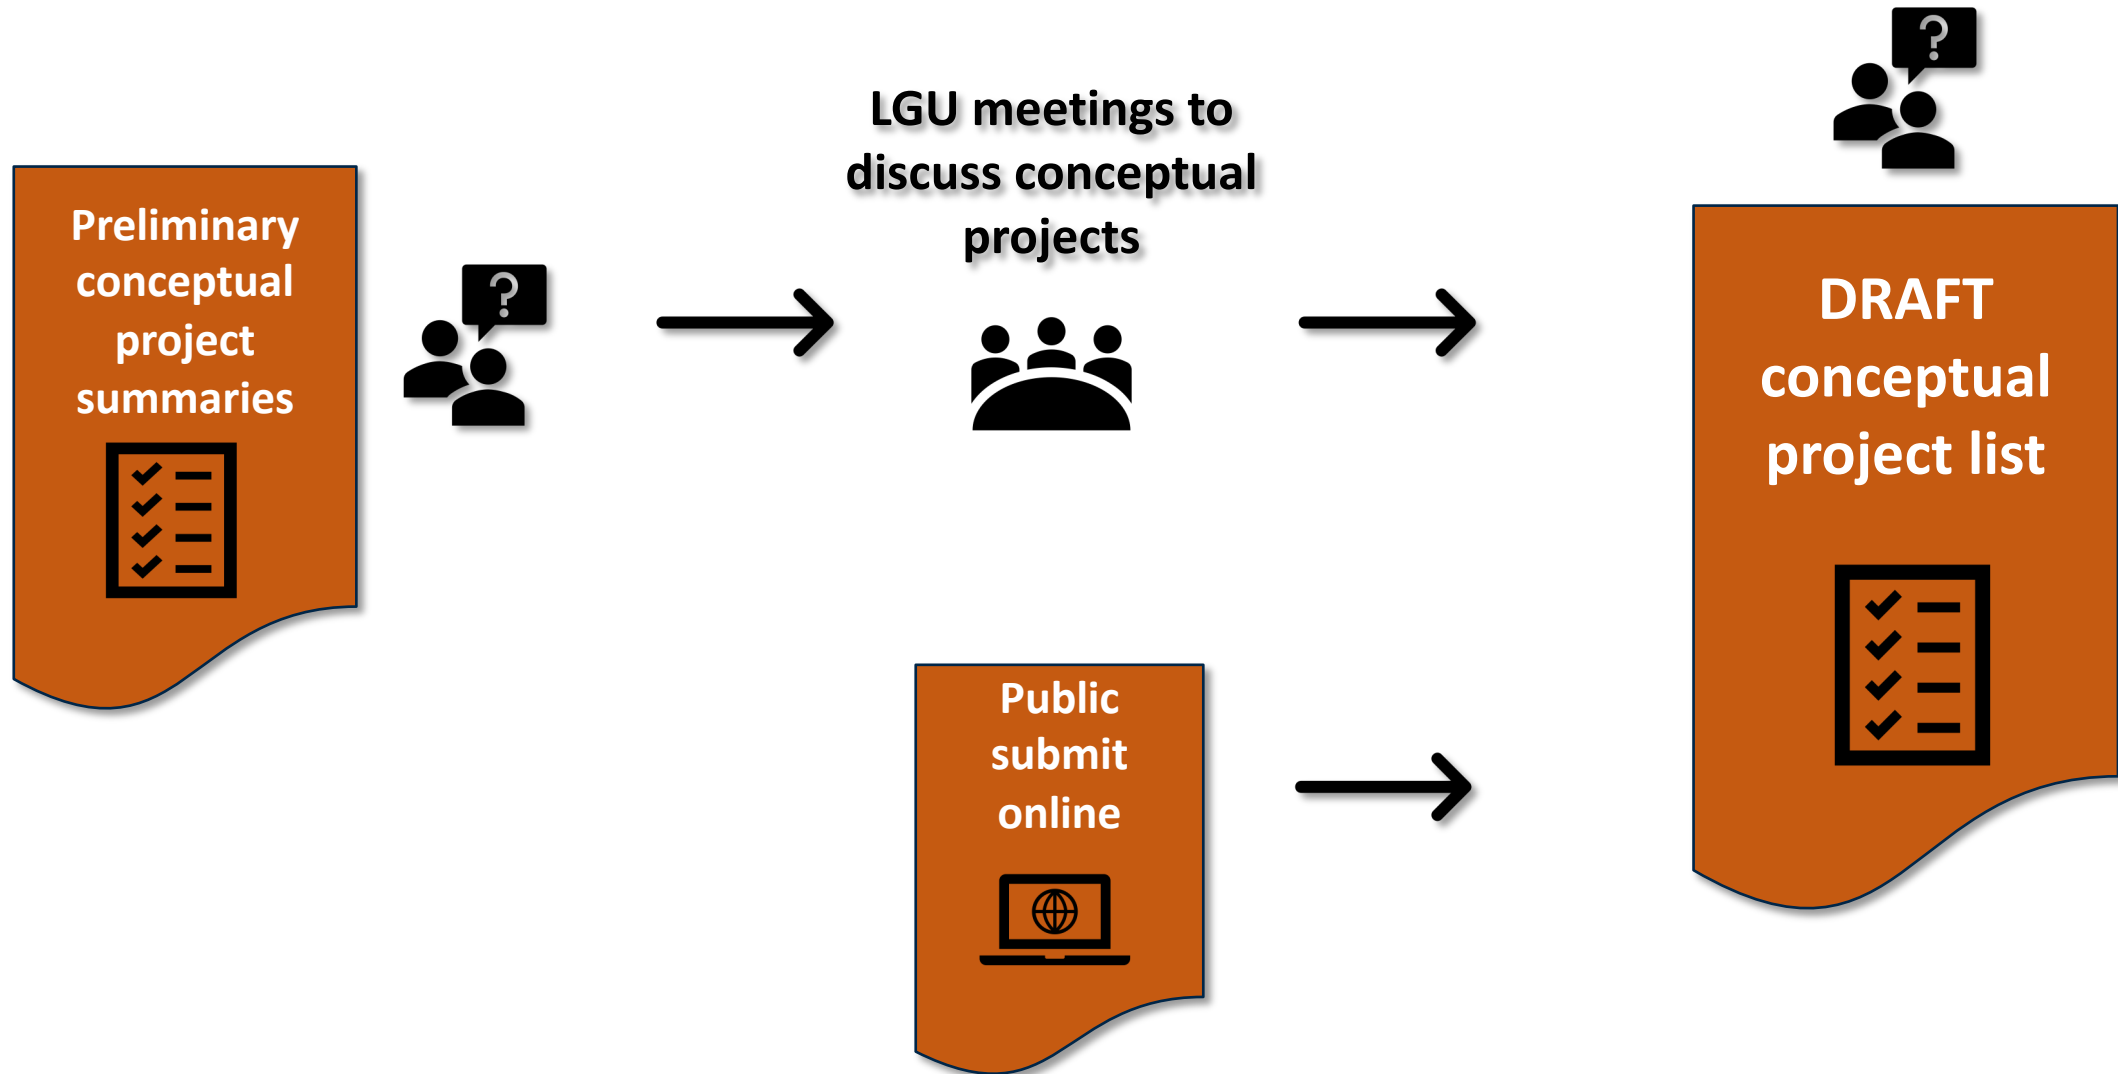 Preliminary
conceptual
project
summaries
?
LGU meetings to
discuss conceptual
projects
Public
submit
online
?
DRAFT
conceptual
project list